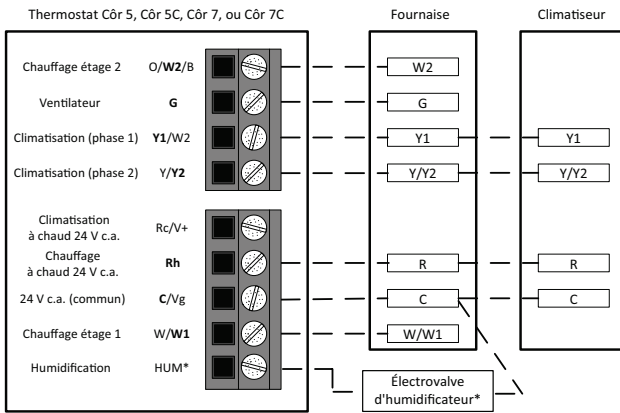 Thermostat Côr 5, Côr 5C, Côr 7, ou Côr 7C
Fournaise
Climatiseur
Chauffage étage 2 O/W2/B W2
Ventilateur G G
Climatisation (phase 1) Y1/W2 Y1 Y1
Climatisation (phase 2) Y/Y2 Y/Y2 Y/Y2
Climatisation
à chaud 24 V c.a. Rc/V+
Chauffage
à chaud 24 V c.a. Rh R R
24 V c.a. (commun) C/Vg C C
Chauffage étage 1 W/W1 W/W1
Humidification HUM*
Électrovalve
d'humidificateur*